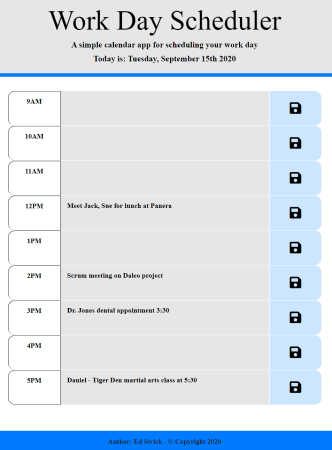 Work Day Scheduler
A simple calendar app for scheduling your work day
Today is: Tuesday, September 15th 2020
9AM
10AM
11AM
12PM Meet Jack, Sue for lunch at Panera
1PM
2PM Scrum meeting on Daleo project
3PM Dr. Jones dental appointment 3:30
4PM
5PM Daniel - Tiger Den martial arts class at 5:30
Author: Ed Sivick - © Copyright 2020